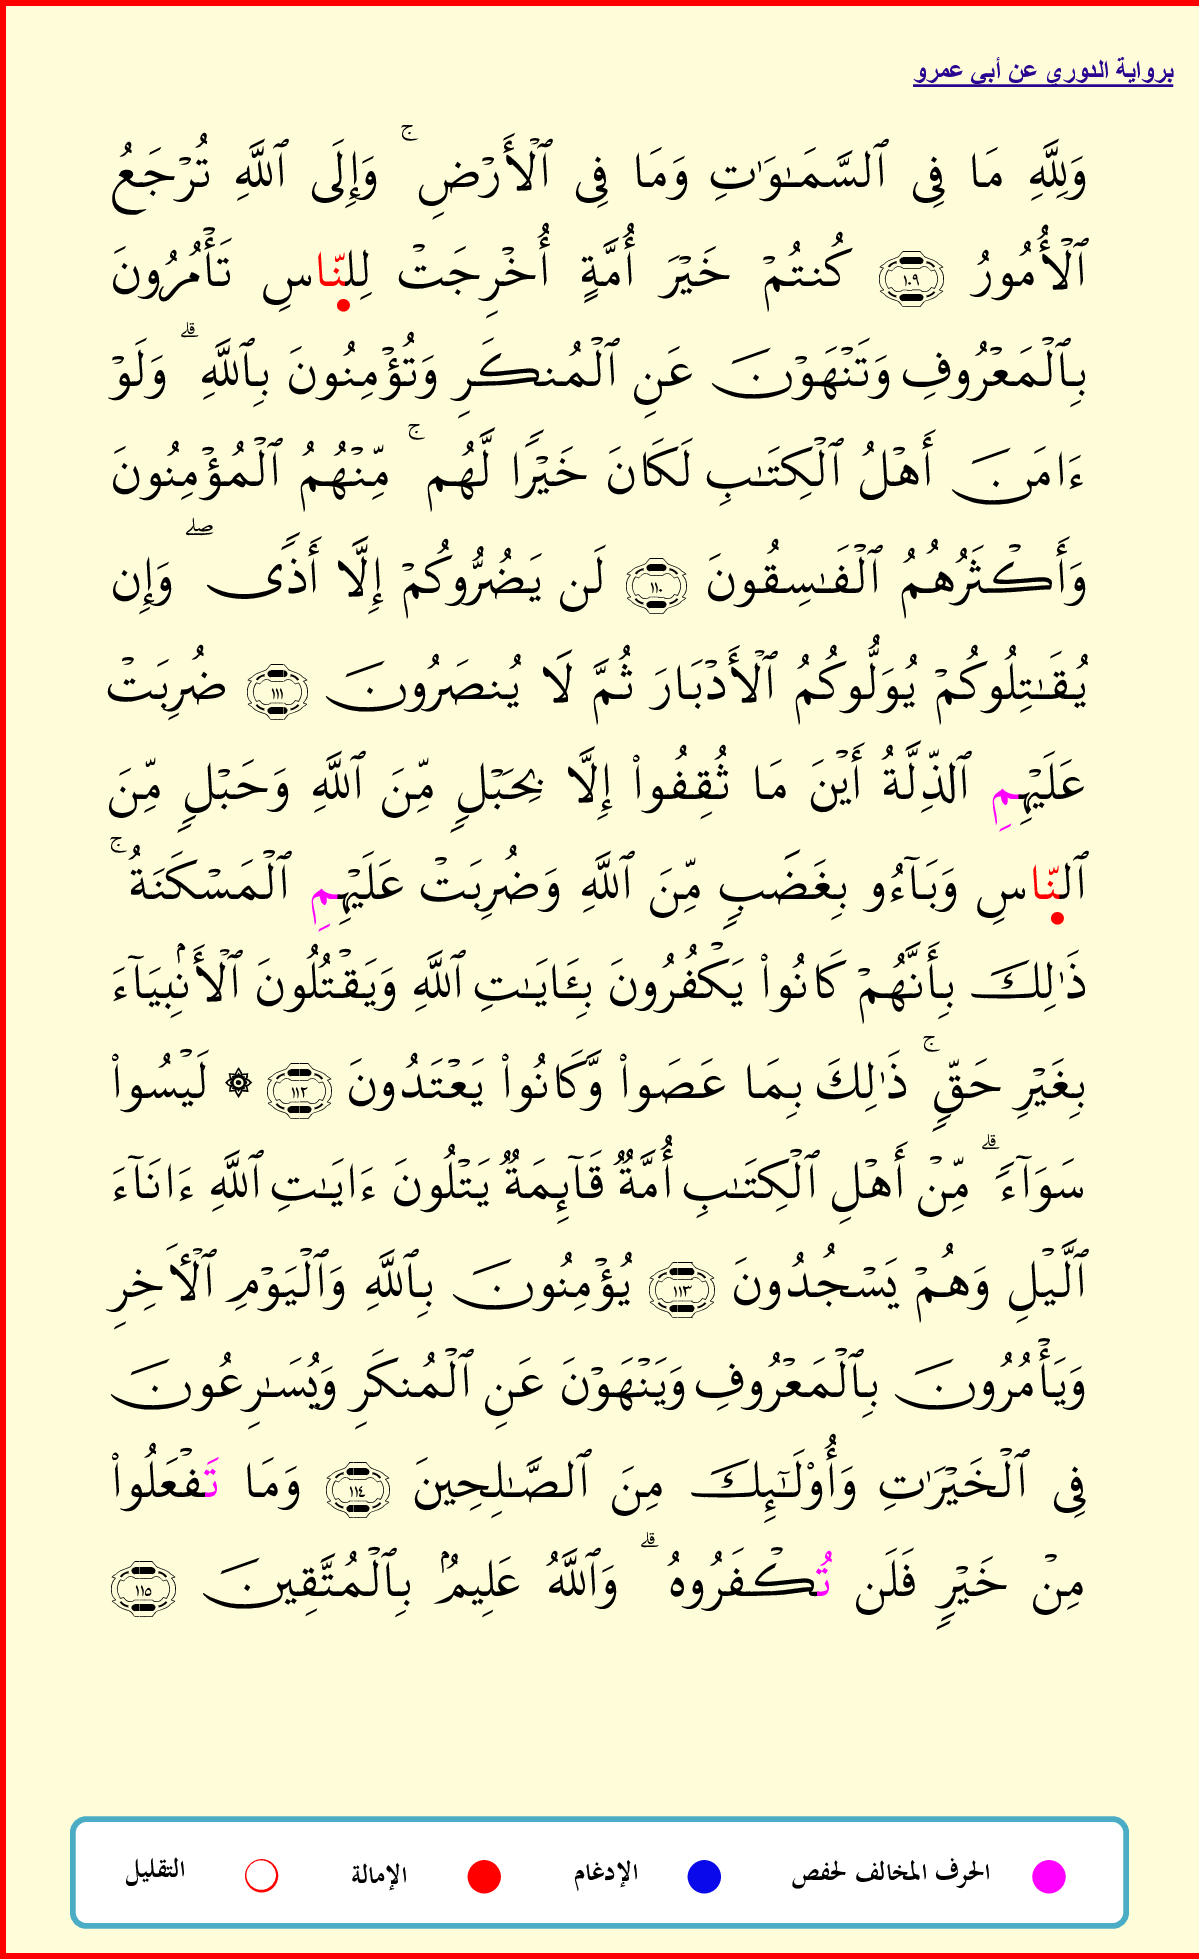 برواية الدوري عن أبي عمرو
وَلِلَّهِ مَا فِى ٱلسَّمَـٰوَٰتِ وَمَا فِى ٱلْأَرْضِ ۚ وَإِلَى ٱللَّهِ تُرْجَعُ
ٱلْأُمُورُ ١٠٩ كُنتُمْ خَيْرَ أُمَّةٍ أُخْرِجَتْ لِلنَّاسِ تَأْمُرُونَ
بِٱلْمَعْرُوفِ وَتَنْهَوْنَ عَنِ ٱلْمُنكَرِ وَتُؤْمِنُونَ بِٱللَّهِ ۗ وَلَوْ
ءَامَنَ أَهْلُ ٱلْكِتَـٰبِ لَكَانَ خَيْرًا لَّهُم ۚ مِّنْهُمُ ٱلْمُؤْمِنُونَ
وَأَكْثَرُهُمُ ٱلْفَـٰسِقُونَ ١١٠ لَن يَضُرُّوكُمْ إِلَّا أَذًى ۖ وَإِن
يُقَـٰتِلُوكُمْ يُوَلُّوكُمُ ٱلْأَدْبَارَ ثُمَّ لَا يُنصَرُونَ ١١١ ضُرِبَتْ
عَلَيْهِمِ ٱلذِّلَّةُ أَيْنَ مَا ثُقِفُوا۟ إِلَّا بِحَبْلٍ مِّنَ ٱللَّهِ وَحَبْلٍ مِّنَ
ٱلنَّاسِ وَبَآءُو بِغَضَبٍ مِّنَ ٱللَّهِ وَضُرِبَتْ عَلَيْهِمِ ٱلْمَسْكَنَةُ ۚ
ذَٰلِكَ بِأَنَّهُمْ كَانُوا۟ يَكْفُرُونَ بِـَٔايَـٰتِ ٱللَّهِ وَيَقْتُلُونَ ٱلْأَنۢبِيَآءَ
بِغَيْرِ حَقٍّ ۚ ذَٰلِكَ بِمَا عَصَوا۟ وَّكَانُوا۟ يَعْتَدُونَ ١١٢ ۞ لَيْسُوا۟
سَوَآءً ۗ مِّنْ أَهْلِ ٱلْكِتَـٰبِ أُمَّةٌ قَآئِمَةٌ يَتْلُونَ ءَايَـٰتِ ٱللَّهِ ءَانَآءَ
ٱلَّيْلِ وَهُمْ يَسْجُدُونَ ١١٣ يُؤْمِنُونَ بِٱللَّهِ وَٱلْيَوْمِ ٱلْـَٔاخِرِ
وَيَأْمُرُونَ بِٱلْمَعْرُوفِ وَيَنْهَوْنَ عَنِ ٱلْمُنكَرِ وَيُسَـٰرِعُونَ
فِى ٱلْخَيْرَٰتِ وَأُو۟لَـٰٓئِكَ مِنَ ٱلصَّـٰلِحِينَ ١١٤ وَمَا تَفْعَلُوا۟
مِنْ خَيْرٍ فَلَن تُكْفَرُوهُ ۗ وَٱللَّهُ عَلِيمٌۢ بِٱلْمُتَّقِينَ ١١٥
الحرف المخالف لحفص الإدغام الإمالة التقليل